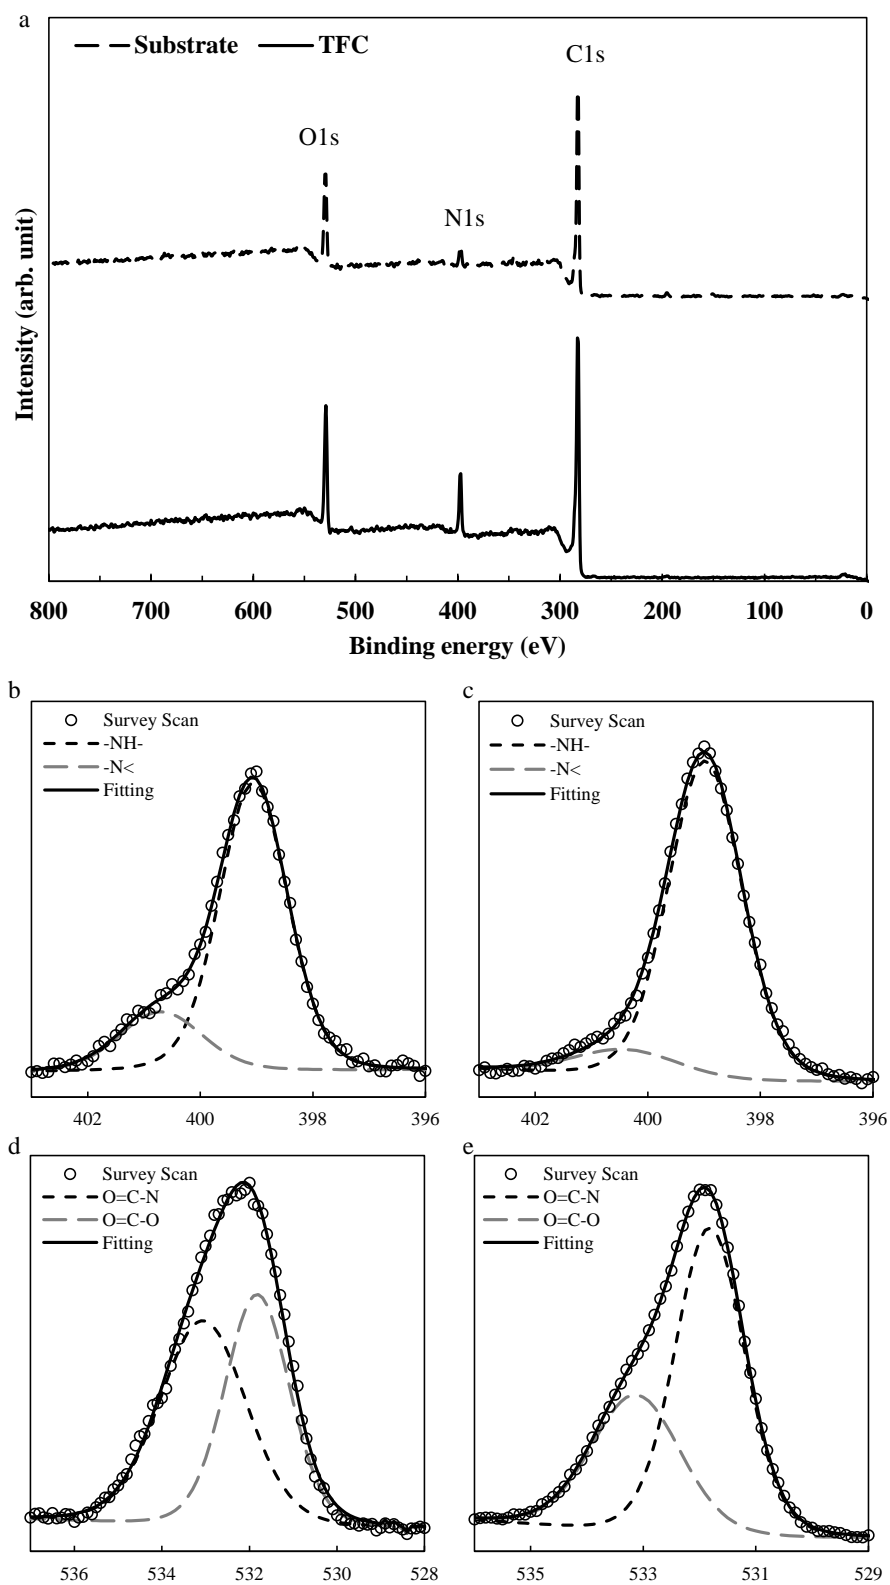 a
Substrate TFC
C1s
O1s
N1s
Intensity (arb. unit)
800 700 600 500 400 300 200 100 0
Binding energy (eV)
b
Survey Scan
-NH-
-N<
Fitting
402 400 398 396
c
Survey Scan
-NH-
-N<
Fitting
402 400 398 396
d
Survey Scan
O=C-N
O=C-O
Fitting
536 534 532 530 528
e
Survey Scan
O=C-N
O=C-O
Fitting
535 533 531 529